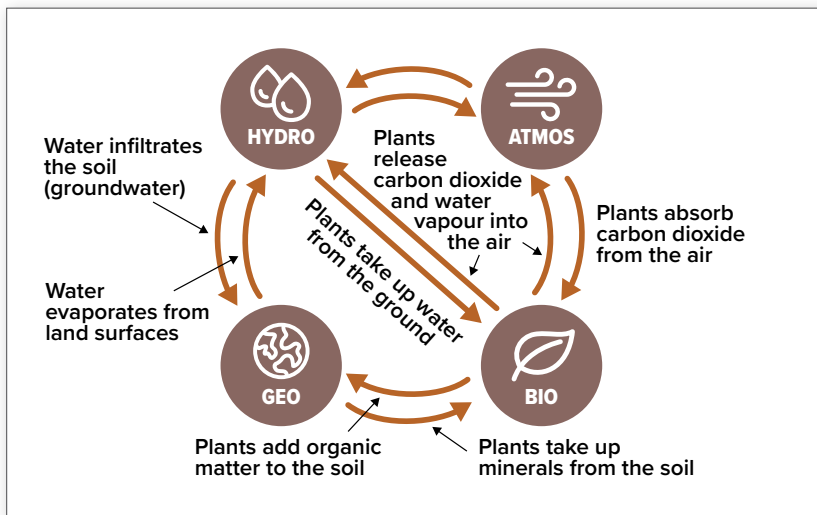 HYDRO
ATMOS
Water infiltrates
the soil
(groundwater)
Plants
release
carbon dioxide
and water
vapour into
the air
Plants absorb
carbon dioxide
from the air
Plants take up water
from the ground
Water
evaporates from
land surfaces
GEO
BIO
Plants add organic
matter to the soil
Plants take up
minerals from the soil